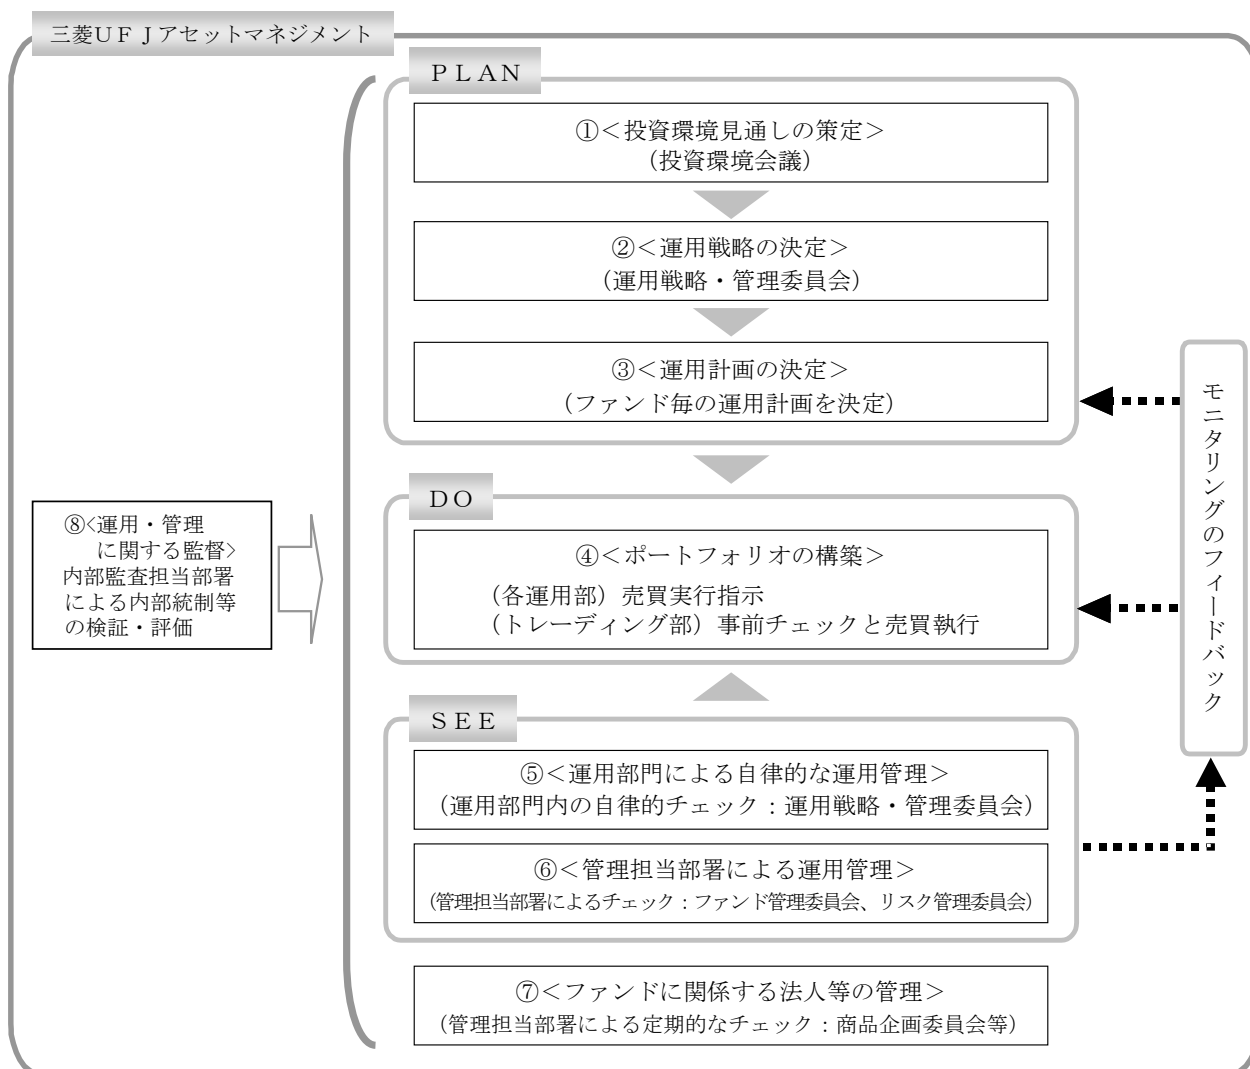 三菱UFJアセットマネジメント
PLAN
①＜投資環境見通しの策定＞
（投資環境会議）
②＜運用戦略の決定＞
（運用戦略・管理委員会）
③＜運用計画の決定＞
（ファンド毎の運用計画を決定）
DO
④＜ポートフォリオの構築＞
（各運用部）売買実行指示
（トレーディング部）事前チェックと売買執行
SEE
⑤＜運用部門による自律的な運用管理＞
（運用部門内の自律的チェック：運用戦略・管理委員会）
⑥＜管理担当部署による運用管理＞
（管理担当部署によるチェック：ファンド管理委員会、リスク管理委員会）
⑦＜ファンドに関係する法人等の管理＞
（管理担当部署による定期的なチェック：商品企画委員会等）
⑧<運用・管理
に関する監督>
内部監査担当部署
による内部統制等
の検証・評価
モニタリングのフィードバック